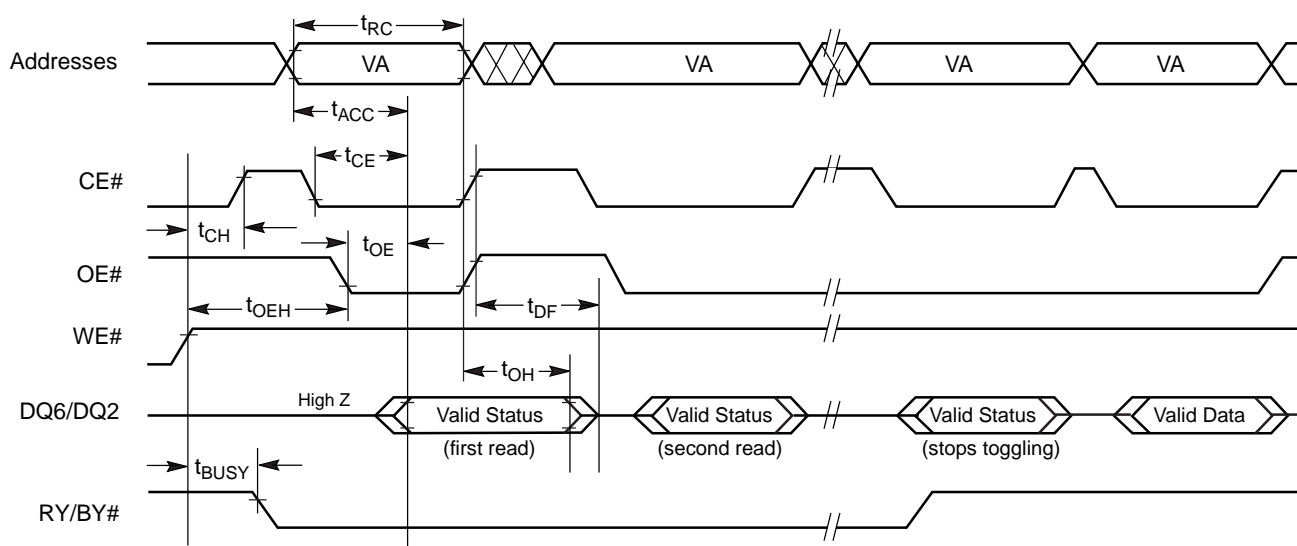 tRC
Addresses VA VA VA VA
tACC
tCE
CE#
tCH tOE
OE#
tOEH tDF
WE#
tOH
DQ6/DQ2 High Z Valid Status Valid Status Valid Status Valid Data
(first read) (second read) (stops toggling)
tBUSY
RY/BY#